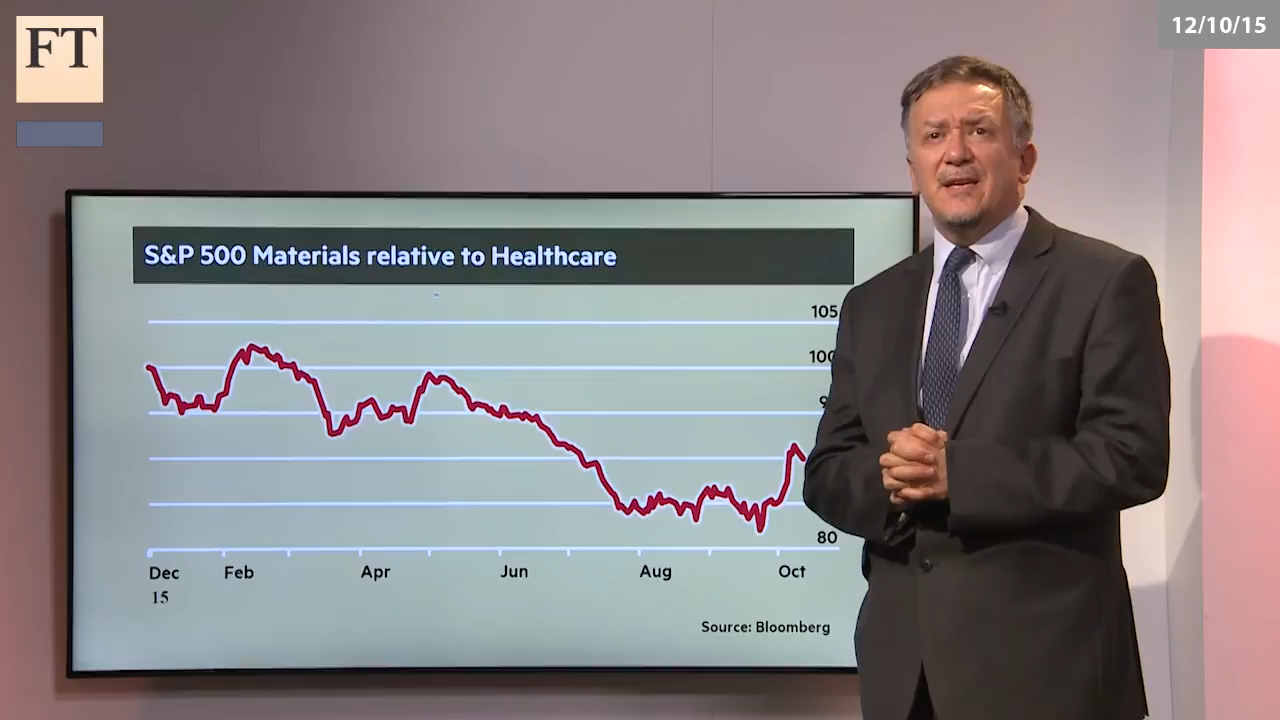 FT
12/10/15
S&P 500 Materials relative to Healthcare
105
100
80
Dec Feb Apr Jun Aug Oct
15
Source: Bloomberg